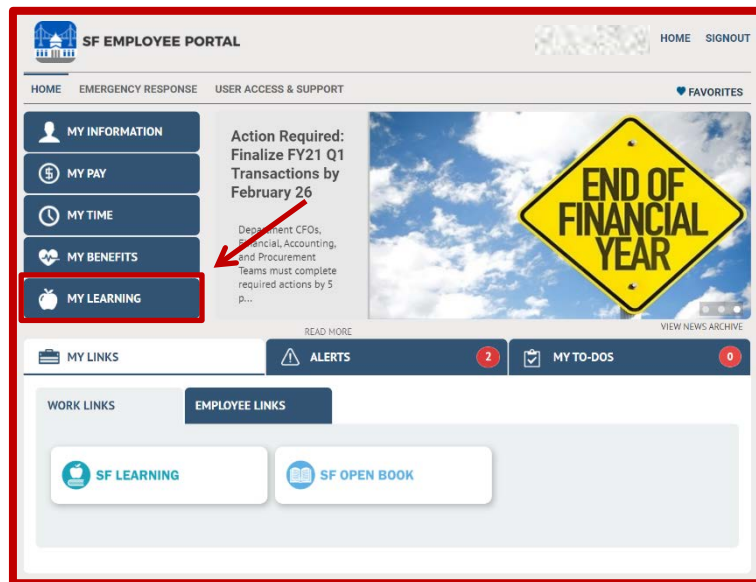 SF EMPLOYEE PORTAL
HOME SIGNOUT
HOME EMERGENCY RESPONSE USER ACCESS & SUPPORT
FAVORITES
MY INFORMATION
MY PAY
MY TIME
MY BENEFITS
MY LEARNING
Action Required:
Finalize FY21 Q1
Transactions by
February 26
Department CFOs,
Financial, Accounting,
and Procurement
Teams must complete
required actions by 5
p...
READ MORE
END OF
FINANCIAL
YEAR
VIEW NEWS ARCHIVE
MY LINKS
ALERTS 2
MY TO-DOS 0
WORK LINKS
EMPLOYEE LINKS
SF LEARNING
SF OPEN BOOK